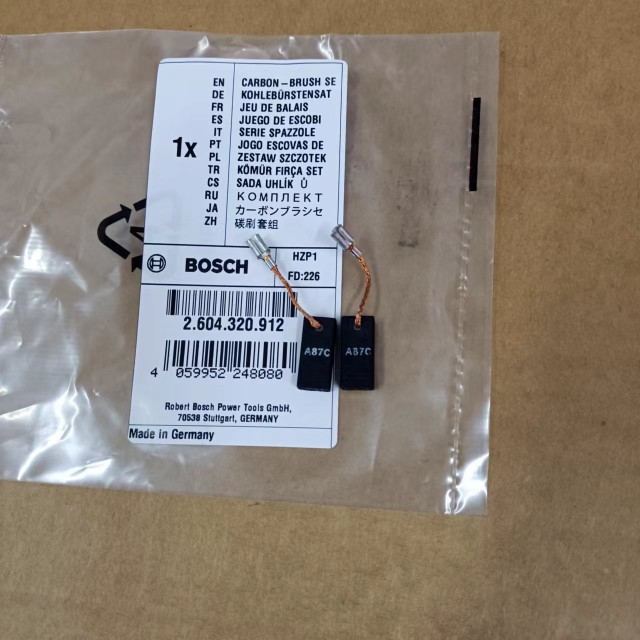 1x
EN CARBON-BRUSH SE
DE KOHLEBÜRSTENSAT
FR JEU DE BALAIS
ES JUEGO DE ESCOBI
IT SERIE SPAZZOLE
PT JOGO ESCOVAS DE
PL ZESTAW SZCZOTEK
TR KÖMÜR FIRÇA SET
CS SADA UHLÍK Ů
RU КОМПЛЕКТ
JA カーボンブラシセ
ZH 碳刷套组
BOSCH
HZP1
FD:226
2.604.320.912
4 059952 248080
A87C A87C
Robert Bosch Power Tools GmbH,
70538 Stuttgart, GERMANY
Made in Germany